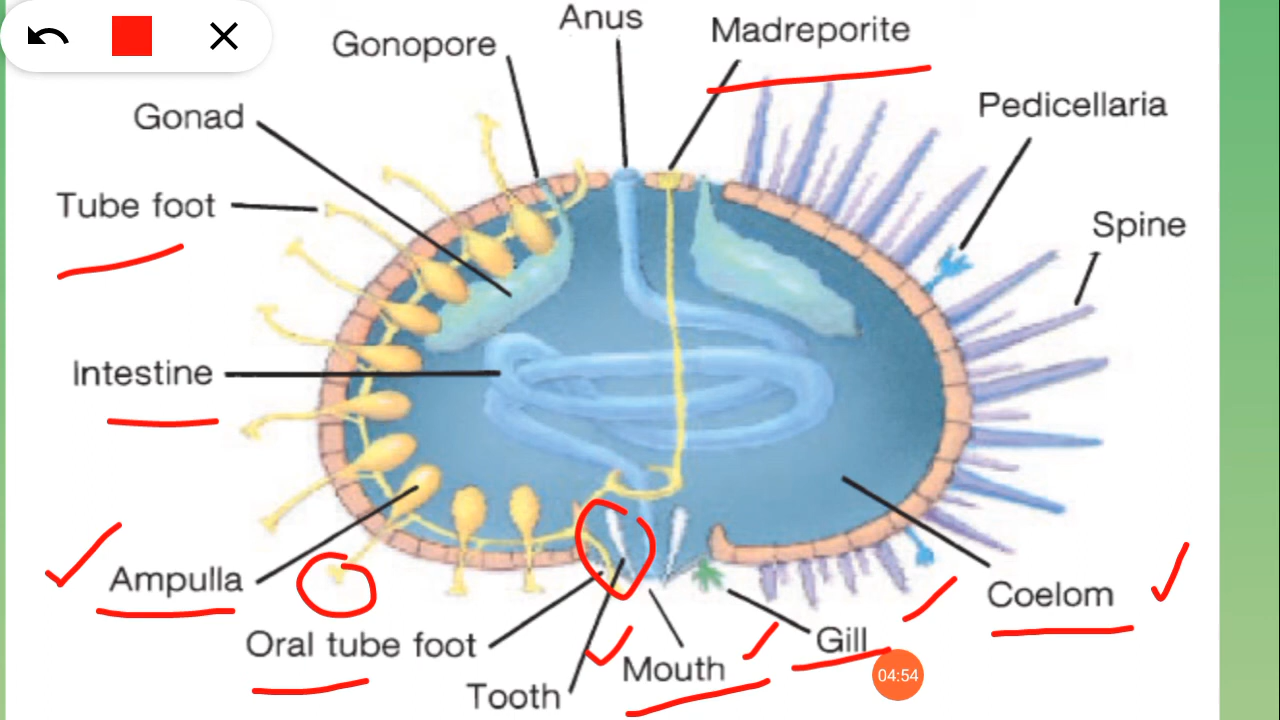 Anus
Madreporite
Gonopore
Pedicellaria
Gonad
Tube foot
Spine
Intestine
Ampulla
Coelom
Oral tube foot
Gill
Mouth
Tooth
04:54